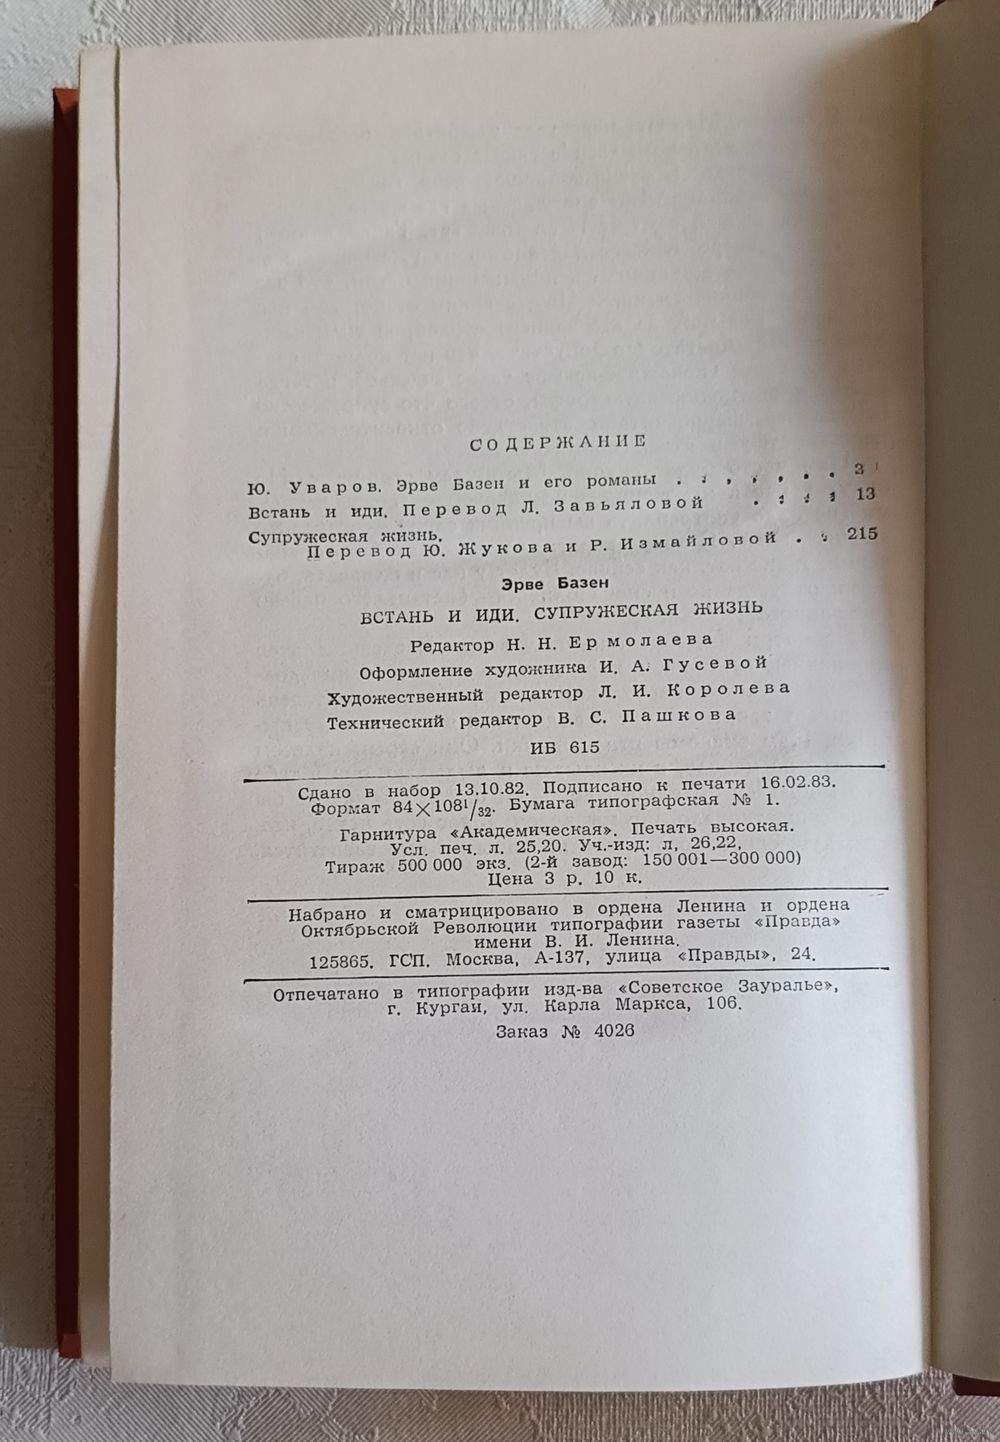 СОДЕРЖАНИЕ
Ю. Уваров. Эрве Базен и его романы . . . . . . . 3
Встань и иди. Перевод Л. Завьяловой . . . . 13
Супружеская жизнь.
Перевод Ю. Жукова и Р. Измайловой . . 215
Эрве Базен
ВСТАНЬ И ИДИ. СУПРУЖЕСКАЯ ЖИЗНЬ
Редактор Н. Н. Ермолаева
Оформление художника И. А. Гусевой
Художественный редактор Л. И. Королева
Технический редактор В. С. Пашкова
ИБ 615
Сдано в набор 13.10.82. Подписано к печати 16.02.83.
Формат 84×108¹/₃₂. Бумага типографская № 1.
Гарнитура «Академическая». Печать высокая.
Усл. печ. л. 25,20. Уч.-изд: л, 26,22,
Тираж 500 000 экз. (2-й завод: 150 001—300 000)
Цена 3 р. 10 к.
Набрано и сматрицировано в ордена Ленина и ордена
Октябрьской Революции типографии газеты «Правда»
имени В. И. Ленина.
125865. ГСП. Москва, А-137, улица «Правды», 24.
Отпечатано в типографии изд-ва «Советское Зауралье»,
г. Курган, ул. Карла Маркса, 106.
Заказ № 4026